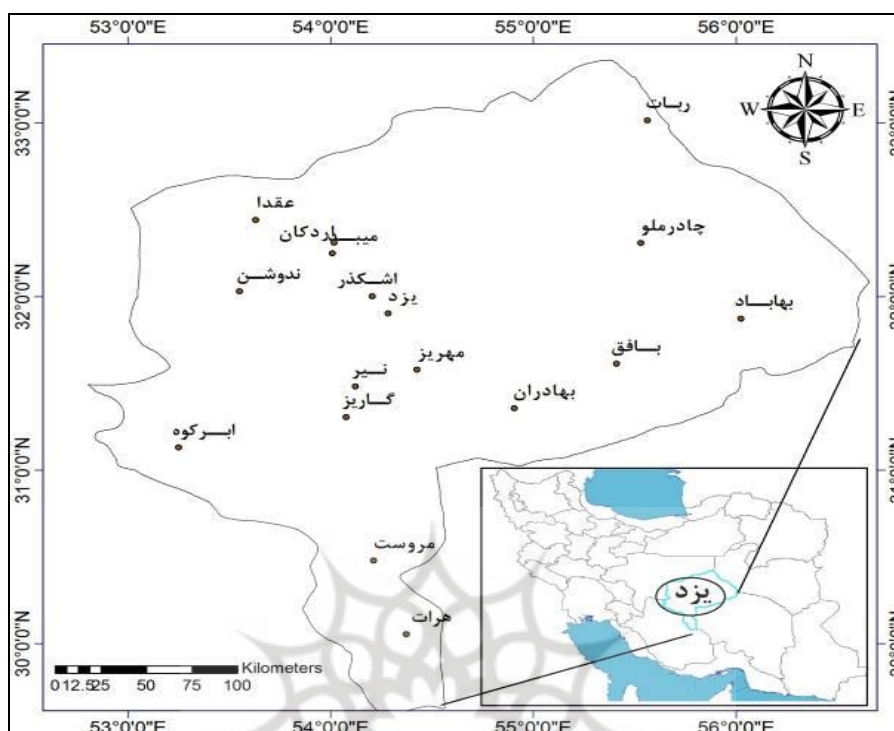 53°0'0"E 54°0'0"E 55°0'0"E 56°0'0"E
N
W E
S
33°0'0"N
ربات
عقدا
چادرملو
اردکان
میبد
ندوشن
اشکذر
32°0'0"N
یزد
بهاباد
بافق
مهریز
نیر
بهادران
گاریز
ابرکوه
31°0'0"N
مروست
یزد
هرات
30°0'0"N
Kilometers
0 12.5 25 50 75 100
53°0'0"E 54°0'0"E 55°0'0"E 56°0'0"E